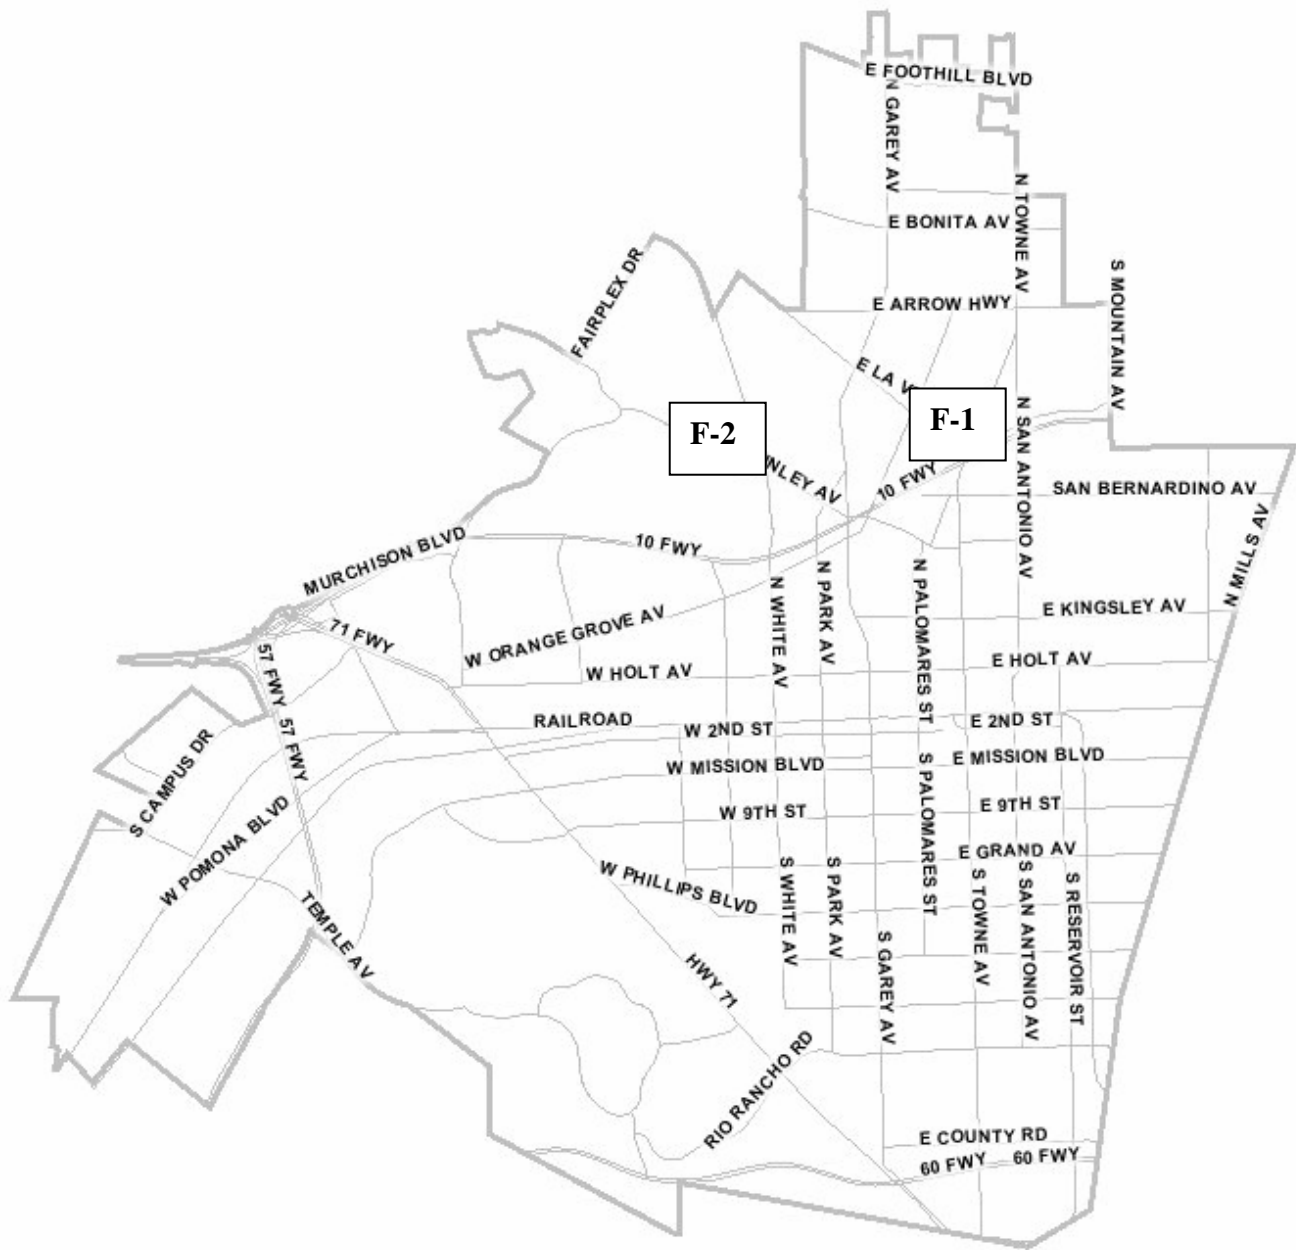 E FOOTHILL BLVD
N GAREY AV
N TOWNE AV
E BONITA AV
FAIRPLEX DR
S MOUNTAIN AV
E ARROW HWY
E LA V
F-1
F-2
N SAN ANTONIO AV
NLEY AV
10 FWY
SAN BERNARDINO AV
N MILLS AV
MURCHISON BLVD
10 FWY
N PARK AV
N PALOMARES ST
N WHITE AV
E KINGSLEY AV
71 FWY
W ORANGE GROVE AV
57 FWY
W HOLT AV
E HOLT AV
57 FWY
RAILROAD
W 2ND ST
E 2ND ST
S CAMPUS DR
W MISSION BLVD
E MISSION BLVD
S PALOMARES ST
W POMONA BLVD
W 9TH ST
E 9TH ST
E GRAND AV
W PHILLIPS BLVD
S WHITE AV
S PARK AV
S TOWNE AV
S SAN ANTONIO AV
S RESERVOIR ST
TEMPLE AV
S GAREY AV
HWY 71
RIO RANCHO RD
E COUNTY RD
60 FWY
60 FWY